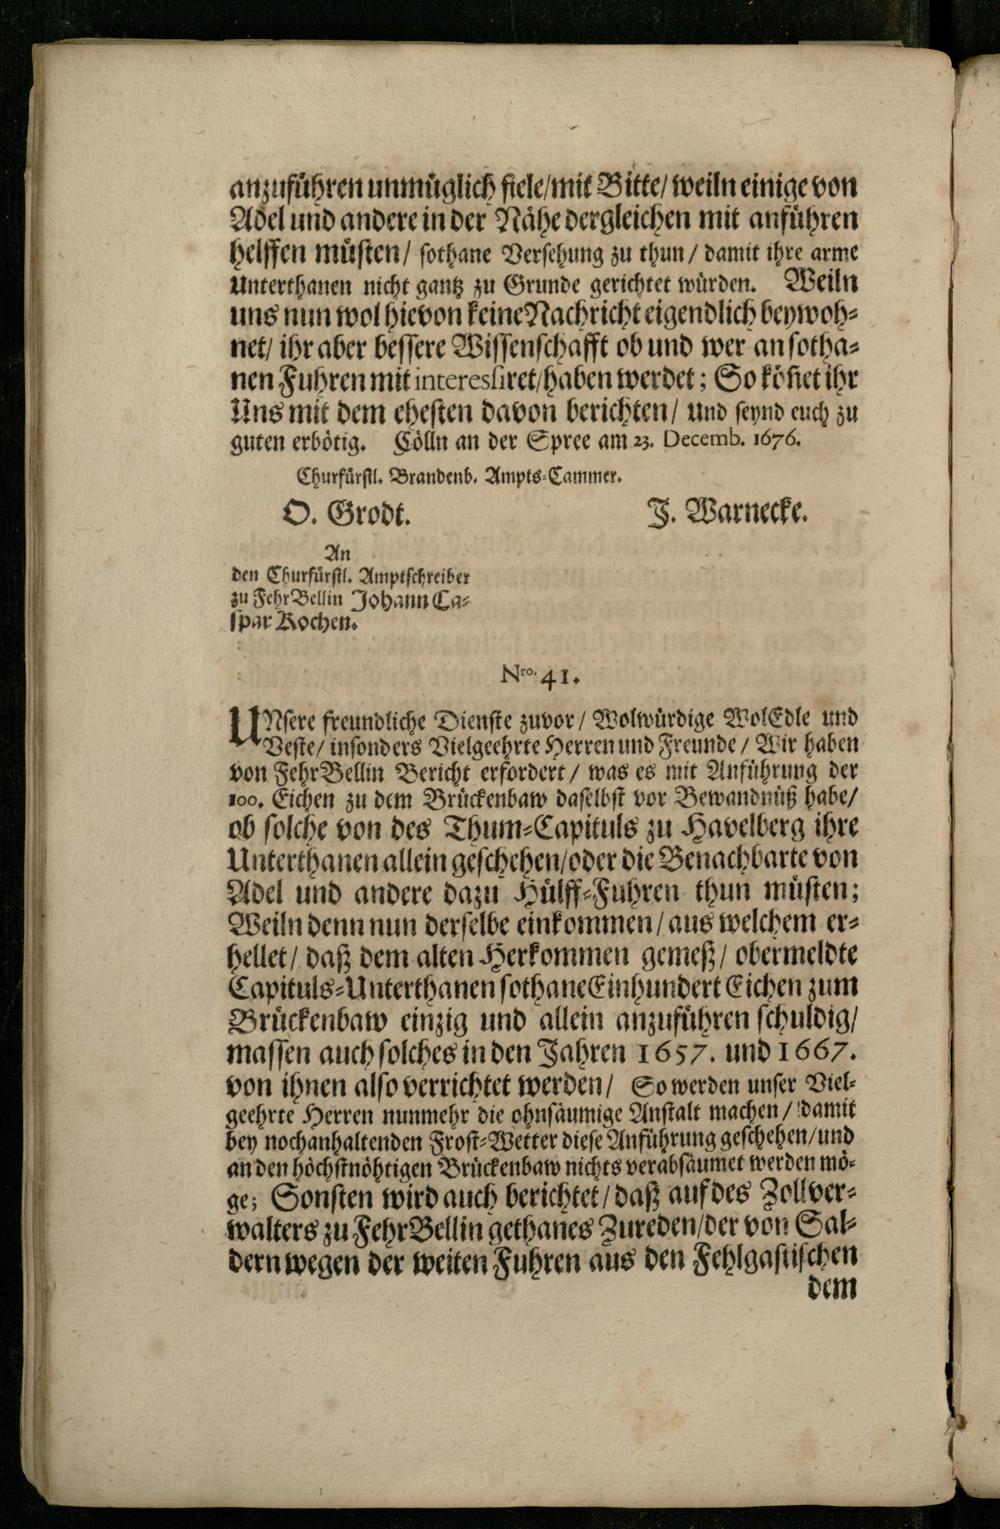 anzuführen unmüglich fiele/ mit Bitte/ weiln einige von
Adel und andere in der Nähe dergleichen mit anführen
helffen müsten/ sothane Versehung zu thun/ damit ihre arme
Unterthanen nicht gantz zu Grunde gerichtet würden. Weiln
uns nun wol hievon keine Nachricht eigendlich beywoh-
net/ ihr aber bessere Wissenschafft ob und wer an sotha-
nen Fuhren mit interessiret/ haben werdet; So köñet ihr
Uns mit dem ehesten davon berichten/ und seynd euch zu
guten erbötig. Cölln an der Spree am 23. Decemb. 1676.
Churfürstl. Brandenb. Ampts-Cammer.
O. Grodt. J. Warnecke.
An
den Churfürstl. Amptschreiber
zu FehrBellin Johann Ca-
spar Kochen.
Nro. 41.
UNsere freundliche Dienste zuvor/ Wolwürdige WolEdle und
Veste/ insonders Vielgeehrte Herren und Freunde/ Wir haben
von FehrBellin Bericht erfordert/ was es mit Anführung der
100. Eichen zu dem Brückenbaw daselbst vor Bewandnüß habe/
ob solche von des Thum-Capituls zu Havelberg ihre
Unterthanen allein geschehen/ oder die Benachbarte von
Adel und andere dazu Hülff-Fuhren thun müsten;
Weiln denn nun derselbe einkommen/ aus welchem er-
hellet/ daß dem alten Herkommen gemeß/ obermeldte
Capituls-Unterthanen sothane Einhundert Eichen zum
Brückenbaw einzig und allein anzuführen schuldig/
massen auch solches in den Jahren 1657. und 1667.
von ihnen also verrichtet werden/ So werden unser Viel-
geehrte Herren nunmehr die ohnsäumige Anstalt machen/ damit
bey nochanhaltenden Frost-Wetter diese Anführung geschehen/ und
an den höchstnöhtigen Brückenbaw nichts verabsäumet werden mö-
ge; Sonsten wird auch berichtet/ daß auf des Zollver-
walters zu FehrBellin gethanes Zureden/ der von Sal-
dern wegen der weiten Fuhren aus den Fehlgastischen
dem